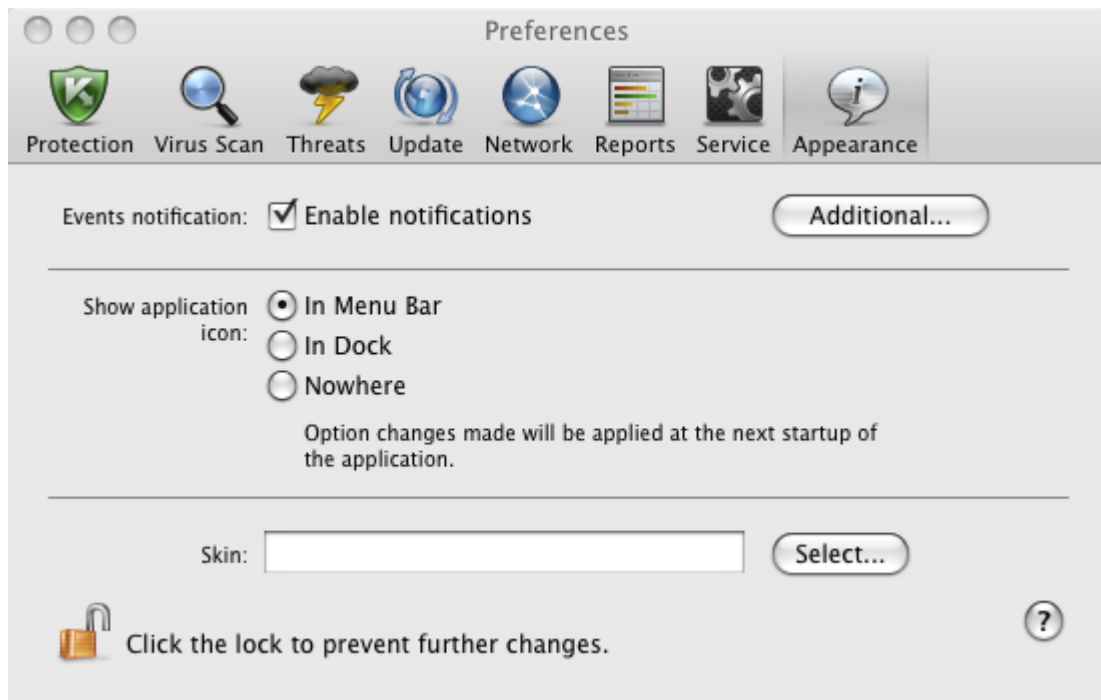 Preferences
Protection Virus Scan Threats Update Network Reports Service Appearance
Events notification: Enable notifications Additional...
Show application icon:
In Menu Bar
In Dock
Nowhere
Option changes made will be applied at the next startup of
the application.
Skin: Select...
Click the lock to prevent further changes.
?